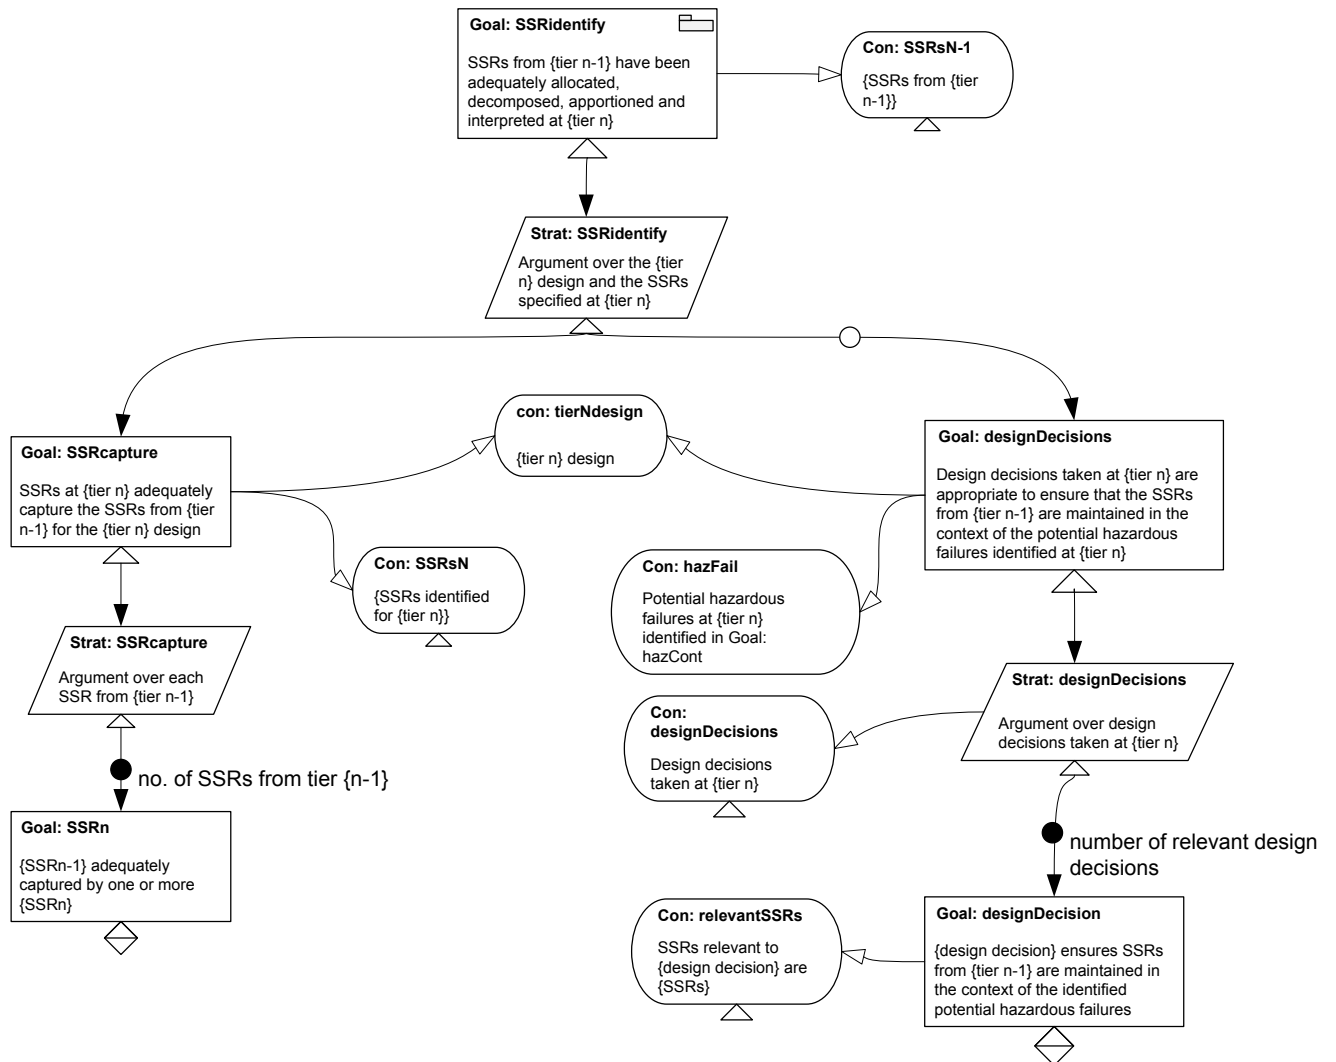 Goal: SSRidentify
SSRs from {tier n-1} have been
adequately allocated,
decomposed, apportioned and
interpreted at {tier n}
Con: SSRsN-1
{SSRs from {tier
n-1}}
Strat: SSRidentify
Argument over the {tier
n} design and the SSRs
specified at {tier n}
con: tierNdesign
{tier n} design
Goal: SSRcapture
SSRs at {tier n} adequately
capture the SSRs from {tier
n-1} for the {tier n} design
Goal: designDecisions
Design decisions taken at {tier n} are
appropriate to ensure that the SSRs
from {tier n-1} are maintained in the
context of the potential hazardous
failures identified at {tier n}
Con: SSRsN
{SSRs identified
for {tier n}}
Con: hazFail
Potential hazardous
failures at {tier n}
identified in Goal:
hazCont
Strat: SSRcapture
Argument over each
SSR from {tier n-1}
Strat: designDecisions
Argument over design
decisions taken at {tier n}
Con:
designDecisions
Design decisions
taken at {tier n}
no. of SSRs from tier {n-1}
number of relevant design
decisions
Goal: SSRn
{SSRn-1} adequately
captured by one or more
{SSRn}
Con: relevantSSRs
SSRs relevant to
{design decision} are
{SSRs}
Goal: designDecision
{design decision} ensures SSRs
from {tier n-1} are maintained in
the context of the identified
potential hazardous failures